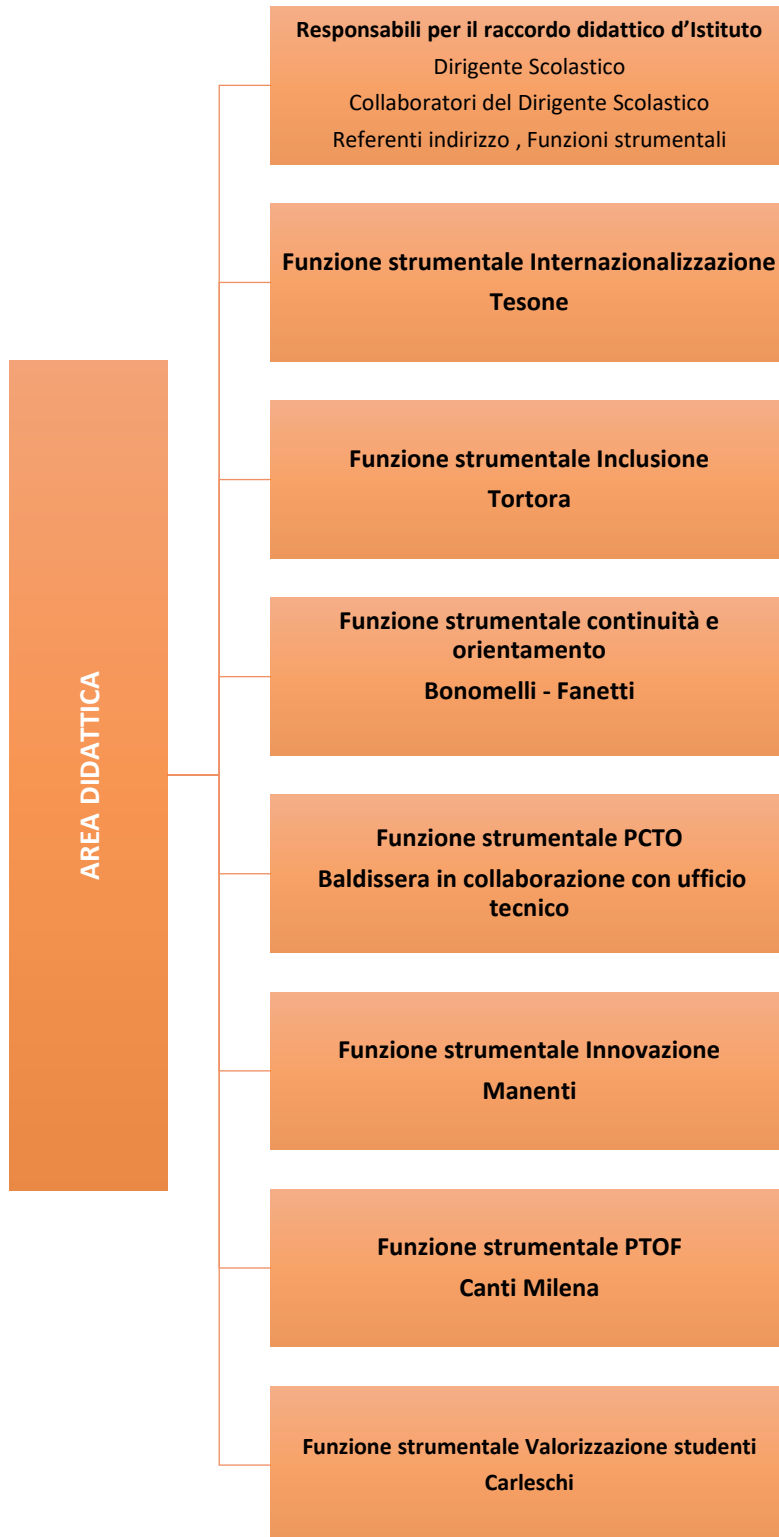 AREA DIDATTICA
Responsabili per il raccordo didattico d’Istituto
Dirigente Scolastico
Collaboratori del Dirigente Scolastico
Referenti indirizzo , Funzioni strumentali
Funzione strumentale Internazionalizzazione
Tesone
Funzione strumentale Inclusione
Tortora
Funzione strumentale continuità e
orientamento
Bonomelli - Fanetti
Funzione strumentale PCTO
Baldissera in collaborazione con ufficio
tecnico
Funzione strumentale Innovazione
Manenti
Funzione strumentale PTOF
Canti Milena
Funzione strumentale Valorizzazione studenti
Carleschi